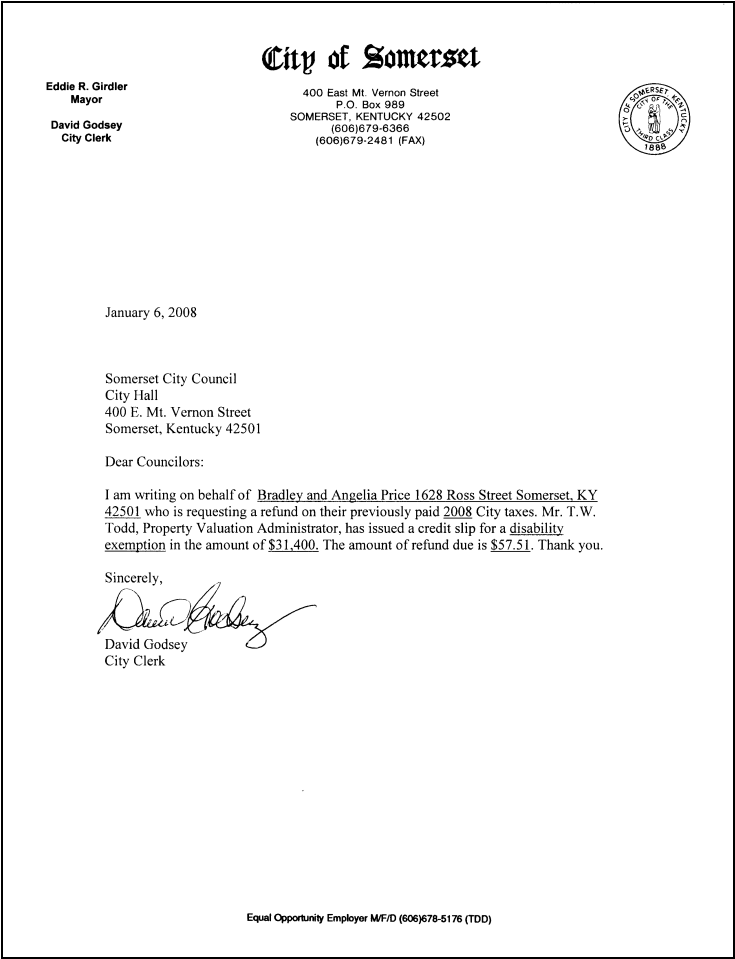 City of Somerset
Eddie R. Girdler
Mayor
David Godsey
City Clerk
400 East Mt. Vernon Street
P.O. Box 989
SOMERSET, KENTUCKY 42502
(606)679-6366
(606)679-2481 (FAX)
CITY OF SOMERSET, KENTUCKY
CITY OF THE
THIRD CLASS
1888
January 6, 2008
Somerset City Council
City Hall
400 E. Mt. Vernon Street
Somerset, Kentucky 42501
Dear Councilors:
I am writing on behalf of Bradley and Angelia Price 1628 Ross Street Somerset, KY
42501 who is requesting a refund on their previously paid 2008 City taxes. Mr. T.W.
Todd, Property Valuation Administrator, has issued a credit slip for a disability
exemption in the amount of $31,400. The amount of refund due is $57.51. Thank you.
Sincerely,
David Godsey
David Godsey
City Clerk
Equal Opportunity Employer M/F/D (606)678-5176 (TDD)